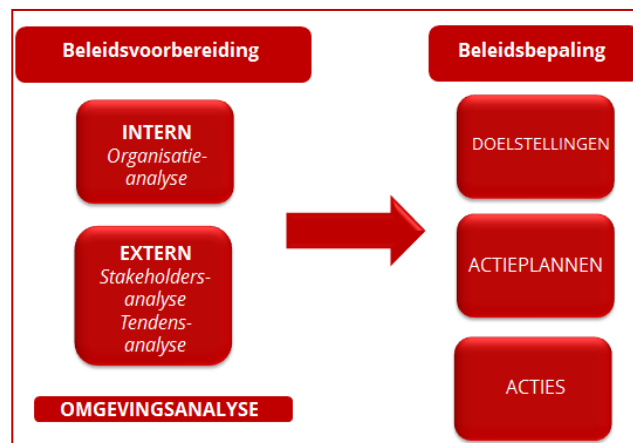 Beleidsvoorbereiding
INTERN
Organisatie-
analyse
EXTERN
Stakeholders-
analyse
Tendens-
analyse
OMGEVINGSANALYSE
Beleidsbepaling
DOELSTELLINGEN
ACTIEPLANNEN
ACTIES